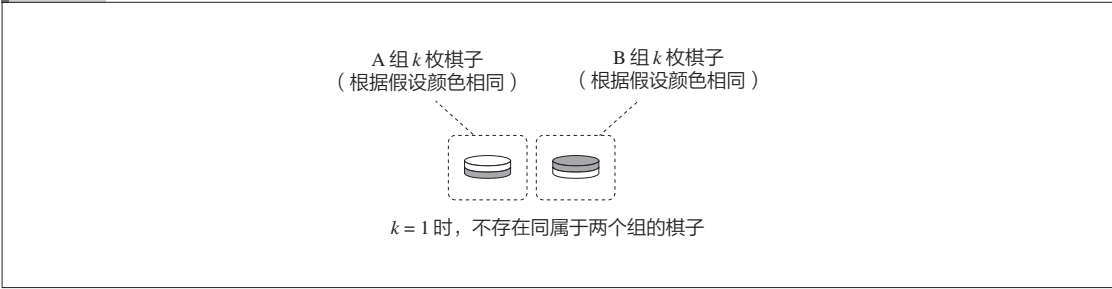 A 组 k 枚棋子
（根据假设颜色相同）
B 组 k 枚棋子
（根据假设颜色相同）
k = 1 时，不存在同属于两个组的棋子